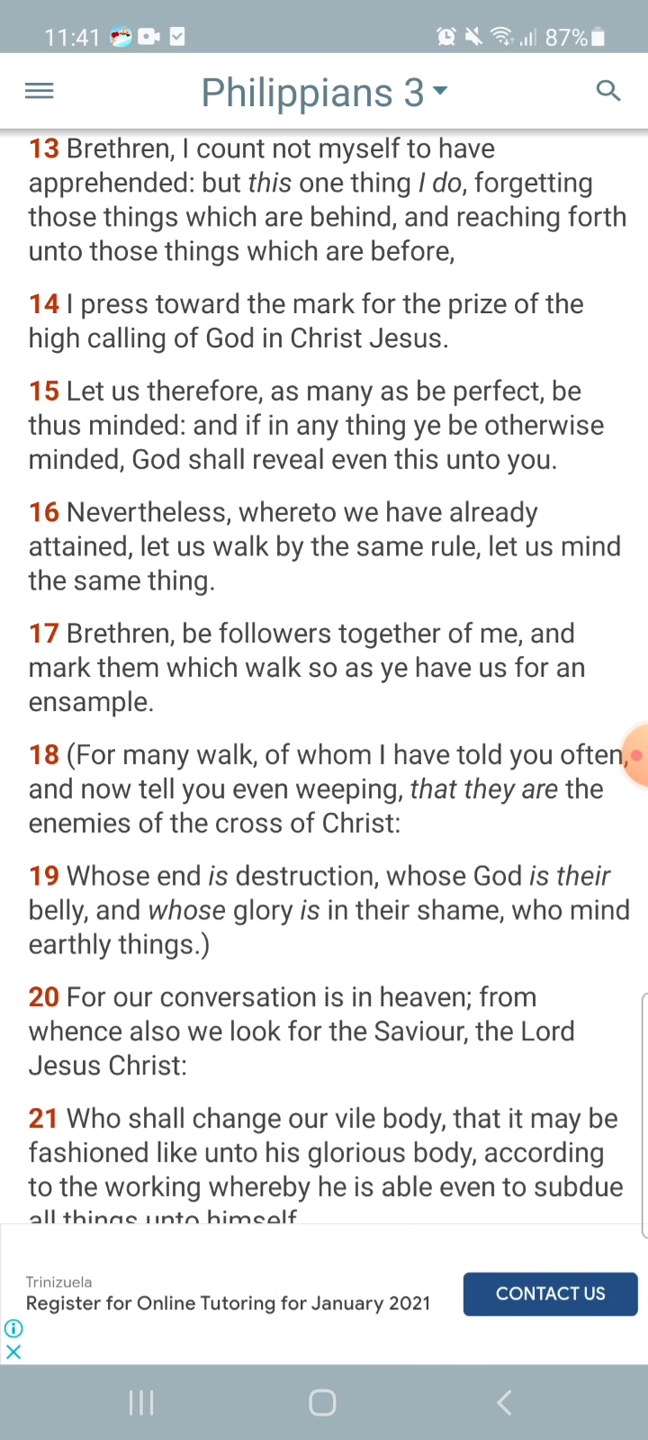 11:41
87%
Philippians 3
13 Brethren, I count not myself to have
apprehended: but this one thing I do, forgetting
those things which are behind, and reaching forth
unto those things which are before,
14 I press toward the mark for the prize of the
high calling of God in Christ Jesus.
15 Let us therefore, as many as be perfect, be
thus minded: and if in any thing ye be otherwise
minded, God shall reveal even this unto you.
16 Nevertheless, whereto we have already
attained, let us walk by the same rule, let us mind
the same thing.
17 Brethren, be followers together of me, and
mark them which walk so as ye have us for an
ensample.
18 (For many walk, of whom I have told you often,
and now tell you even weeping, that they are the
enemies of the cross of Christ:
19 Whose end is destruction, whose God is their
belly, and whose glory is in their shame, who mind
earthly things.)
20 For our conversation is in heaven; from
whence also we look for the Saviour, the Lord
Jesus Christ:
21 Who shall change our vile body, that it may be
fashioned like unto his glorious body, according
to the working whereby he is able even to subdue
all things unto himself
Trinizuela
Register for Online Tutoring for January 2021
CONTACT US